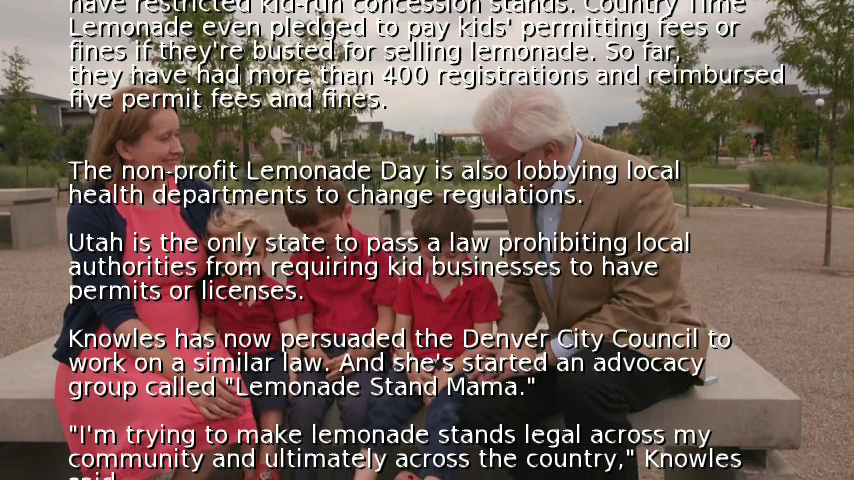 have restricted kid-run concession stands. Country Time
Lemonade even pledged to pay kids' permitting fees or
fines if they're busted for selling lemonade. So far,
they have had more than 400 registrations and reimbursed
five permit fees and fines.
The non-profit Lemonade Day is also lobbying local
health departments to change regulations.
Utah is the only state to pass a law prohibiting local
authorities from requiring kid businesses to have
permits or licenses.
Knowles has now persuaded the Denver City Council to
work on a similar law. And she's started an advocacy
group called "Lemonade Stand Mama."
"I'm trying to make lemonade stands legal across my
community and ultimately across the country," Knowles
said